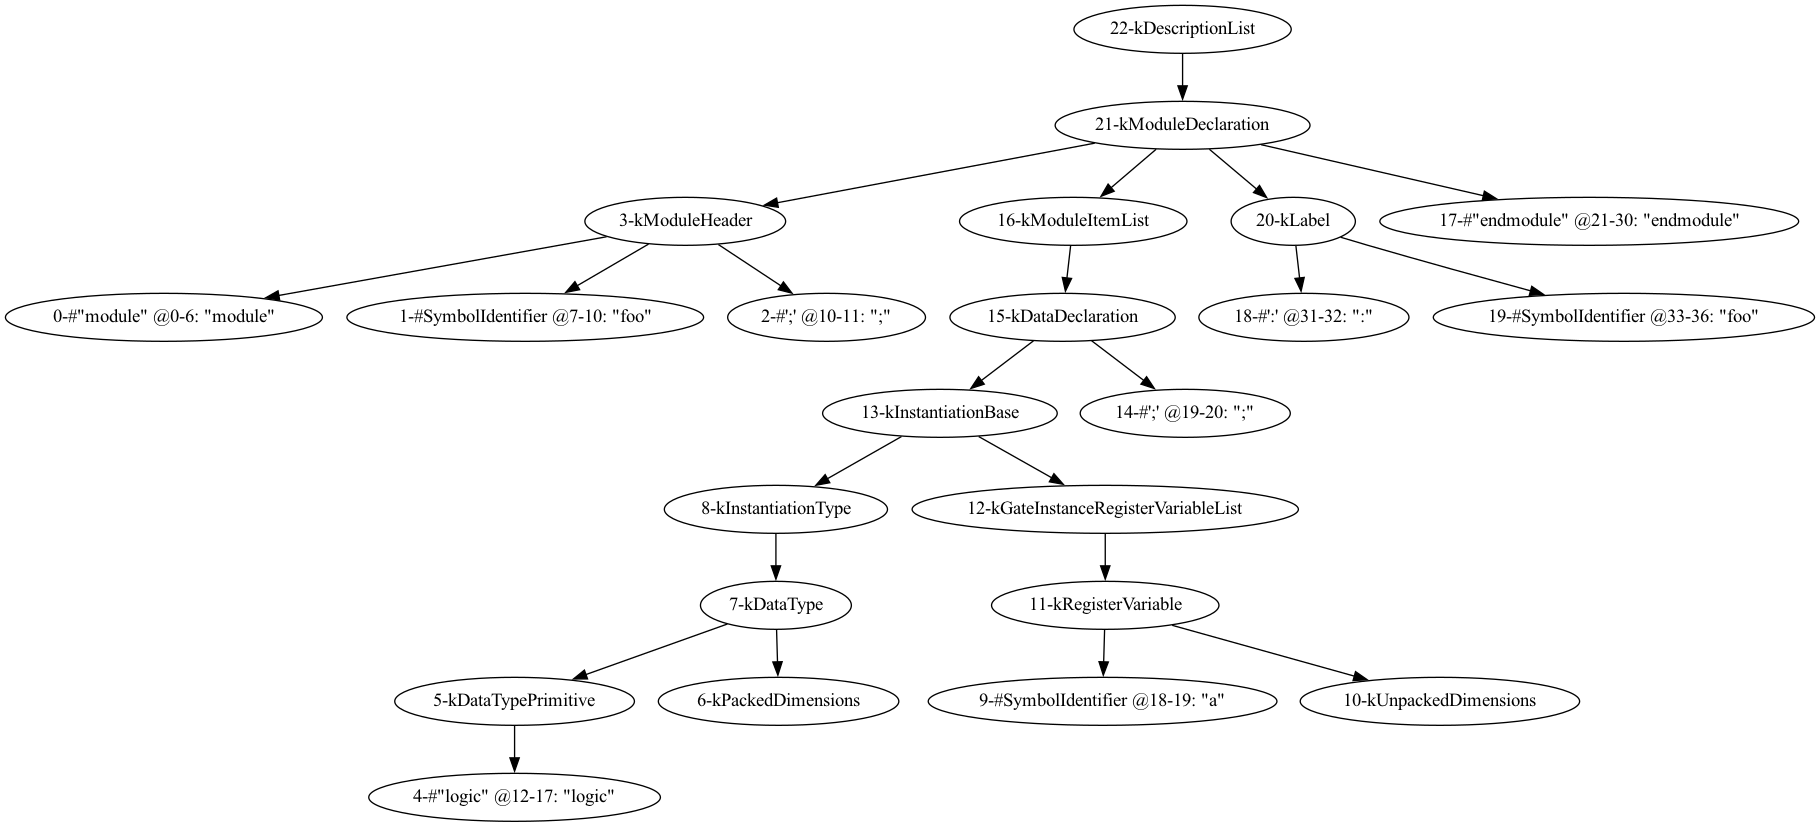 22-kDescriptionList
21-kModuleDeclaration
3-kModuleHeader
16-kModuleItemList
20-kLabel
17-#"endmodule" @21-30: "endmodule"
0-#"module" @0-6: "module"
1-#SymbolIdentifier @7-10: "foo"
2-#';' @10-11: ";"
15-kDataDeclaration
18-#':' @31-32: ":"
19-#SymbolIdentifier @33-36: "foo"
13-kInstantiationBase
14-#';' @19-20: ";"
8-kInstantiationType
12-kGateInstanceRegisterVariableList
7-kDataType
11-kRegisterVariable
5-kDataTypePrimitive
6-kPackedDimensions
9-#SymbolIdentifier @18-19: "a"
10-kUnpackedDimensions
4-#"logic" @12-17: "logic"